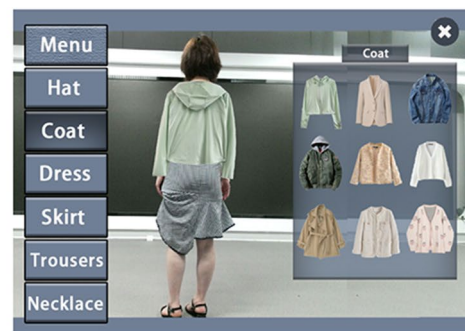 Menu
Hat
Coat
Dress
Skirt
Trousers
Necklace
Coat